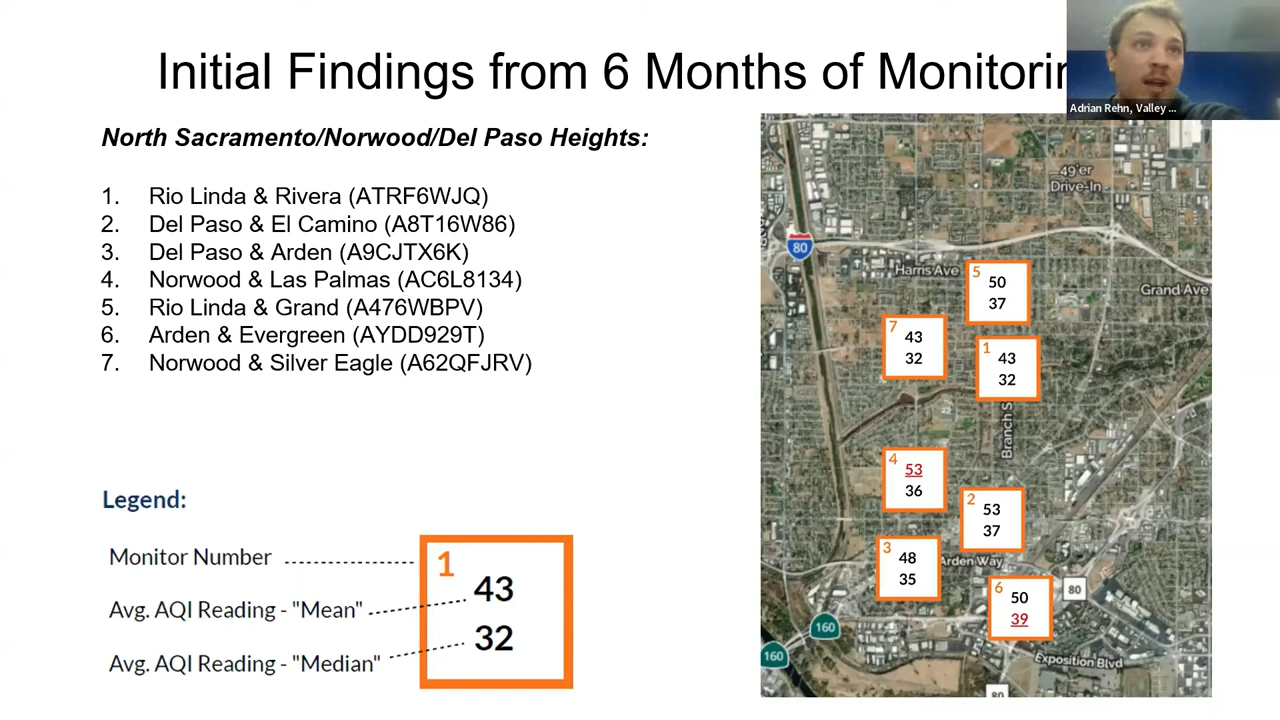 Initial Findings from 6 Months of Monitorin
Adrian Rehn, Valley ...
North Sacramento/Norwood/Del Paso Heights:
1. Rio Linda & Rivera (ATRF6WJQ)
2. Del Paso & El Camino (A8T16W86)
3. Del Paso & Arden (A9CJTX6K)
4. Norwood & Las Palmas (AC6L8134)
5. Rio Linda & Grand (A476WBPV)
6. Arden & Evergreen (AYDD929T)
7. Norwood & Silver Eagle (A62QFJRV)
Legend:
Monitor Number
Avg. AQI Reading - "Mean"
Avg. AQI Reading - "Median"
1
43
32
49'er
Drive-In
80
Harris Ave
Grand Ave
5
50
37
7
43
32
1
43
32
Branch S
4
53
36
2
53
37
3
48
35
Arden Way
6
50
39
80
160
160
Exposition Blvd
80